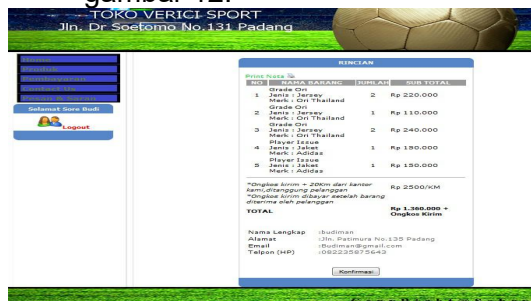 gambar 12.
TOKO VERICI SPORT
Jln. Dr Soetomo No.131 Padang
Home
Produk
Pembayaran
Contact Us
Selamat Sore Budi
Logout
RINCIAN
Print Nota
NO NAMA BARANG JUMLAH SUB TOTAL
Grade Ori
1 Jenis : Jersey 2 Rp 220.000
Merk : Ori Thailand
Grade Ori
2 Jenis : Jersey 1 Rp 110.000
Merk : Ori Thailand
Grade Ori
3 Jenis : Jersey 2 Rp 240.000
Merk : Ori Thailand
Player Issue
4 Jenis : Jaket 1 Rp 150.000
Merk : Adidas
Player Issue
5 Jenis : Jaket 1 Rp 150.000
Merk : Adidas
*Ongkos kirim + 20Km dari kantor
kami,ditanggung pelanggan Rp 2500/KM
*Ongkos kirim dibayar setelah barang
diterima oleh pelanggan
TOTAL Rp 1.360.000 +
Ongkos Kirim
Nama Lengkap :budiman
Alamat :Jln. Patimura No:135 Padang
Email :Budiman@gmail.com
Telpon (HP) :082235875643
Konfirmasi